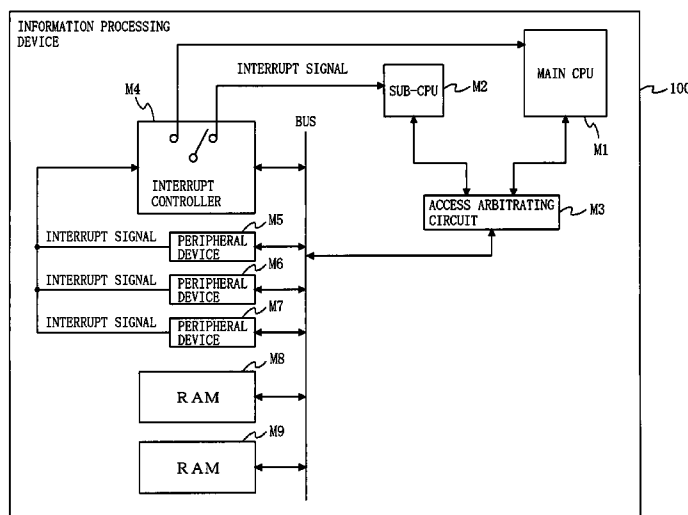 INFORMATION PROCESSING
DEVICE
INTERRUPT SIGNAL
M4
SUB-CPU
M2
MAIN CPU
100
M1
BUS
INTERRUPT
CONTROLLER
ACCESS ARBITRATING
CIRCUIT
M3
INTERRUPT SIGNAL
PERIPHERAL
DEVICE
M5
INTERRUPT SIGNAL
PERIPHERAL
DEVICE
M6
INTERRUPT SIGNAL
PERIPHERAL
DEVICE
M7
RAM
M8
RAM
M9